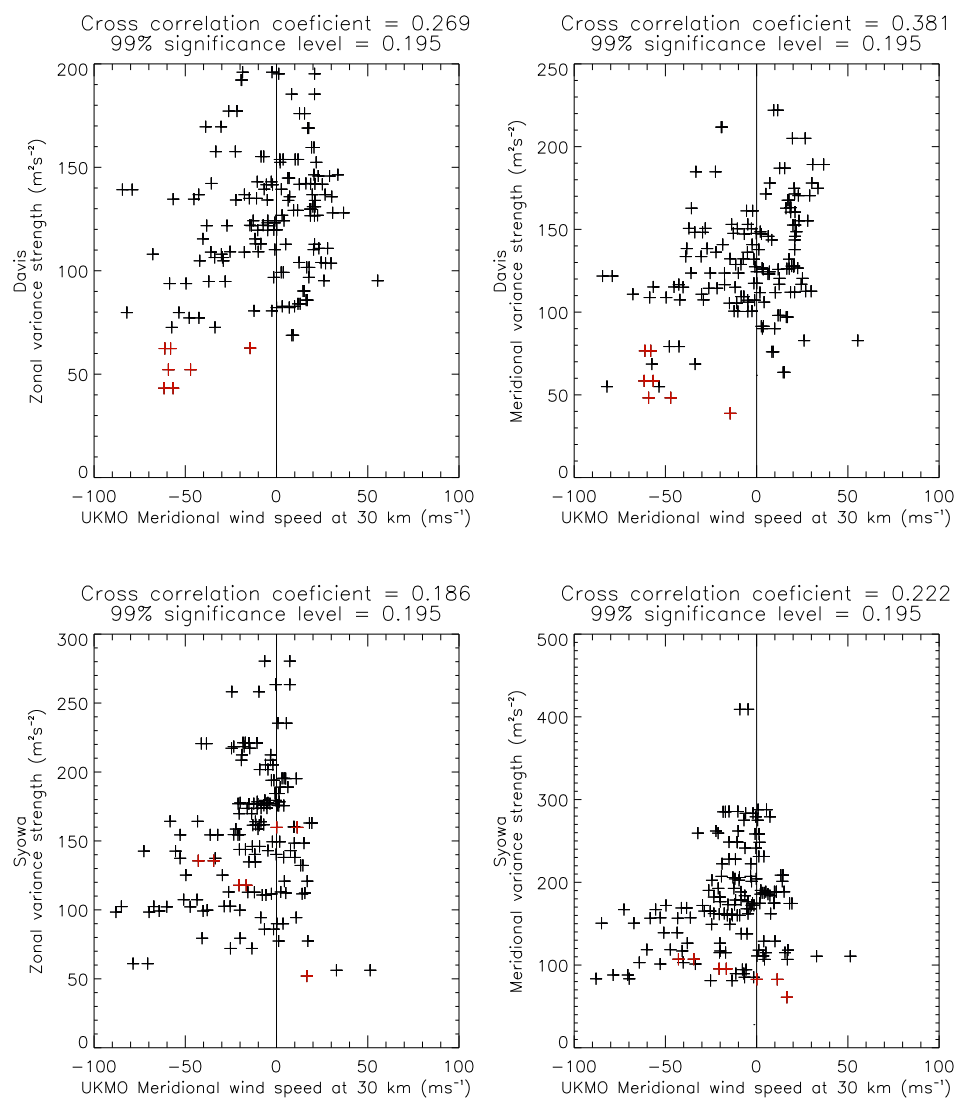 Cross correlation coeficient = 0.269
99% significance level = 0.195
200
150
100
50
0
Davis
Zonal variance strength (m²s⁻²)
−100 −50 0 50 100
UKMO Meridional wind speed at 30 km (ms⁻¹)
Cross correlation coeficient = 0.381
99% significance level = 0.195
250
200
150
100
50
0
Davis
Meridional variance strength (m²s⁻²)
−100 −50 0 50 100
UKMO Meridional wind speed at 30 km (ms⁻¹)
Cross correlation coeficient = 0.186
99% significance level = 0.195
300
250
200
150
100
50
0
Syowa
Zonal variance strength (m²s⁻²)
−100 −50 0 50 100
UKMO Meridional wind speed at 30 km (ms⁻¹)
Cross correlation coeficient = 0.222
99% significance level = 0.195
500
400
300
200
100
0
Syowa
Meridional variance strength (m²s⁻²)
−100 −50 0 50 100
UKMO Meridional wind speed at 30 km (ms⁻¹)